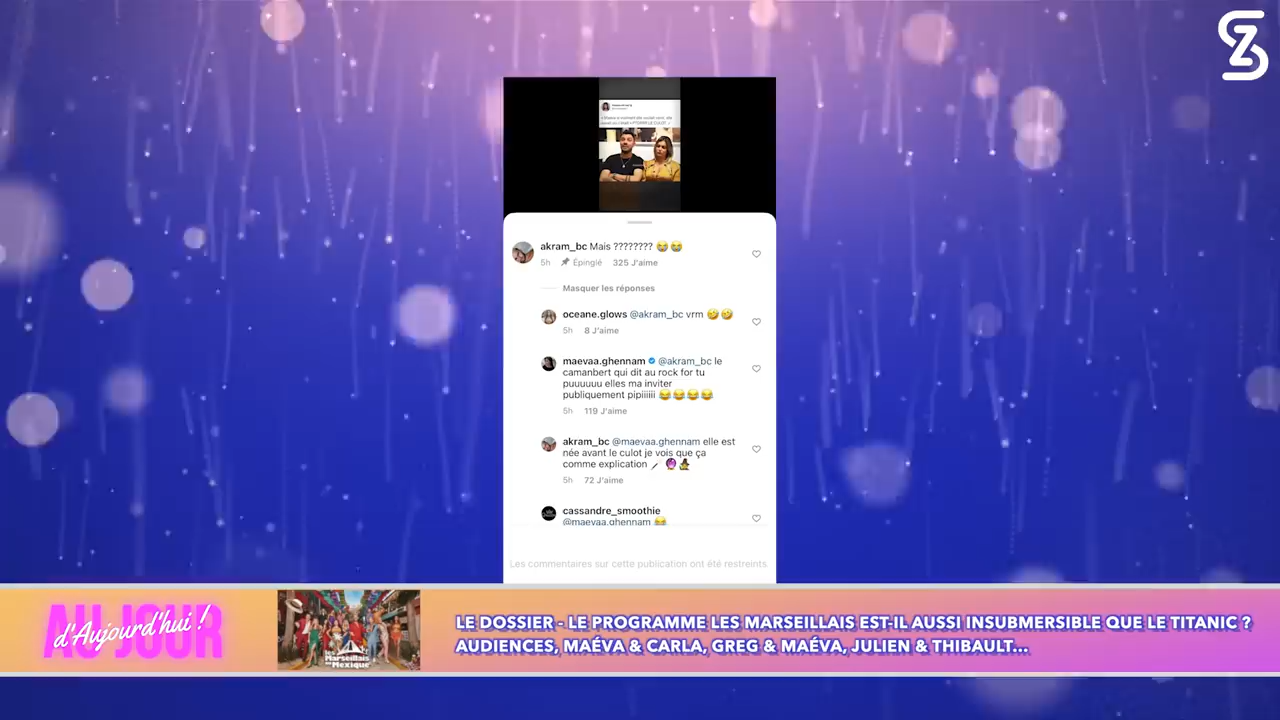 akram_bc Mais ???????? 😭😭
5h Épinglé 325 J'aime
Masquer les réponses
oceane.glows @akram_bc vrm 🤣🤣
5h 8 J'aime
maevaa.ghennam @akram_bc le
camanbert qui dit au rock for tu
puuuuuu elles ma inviter
publiquement pipiiiiii 😂😂😂😂
5h 119 J'aime
akram_bc @maevaa.ghennam elle est
née avant le culot je vois que ça
comme explication
5h 72 J'aime
cassandre_smoothie
@maevaa.ghennam 😂
Les commentaires sur cette publication ont été restreints.
AU JOUR
d'Aujourd'hui !
les Marseillais
au Mexique
LE DOSSIER - LE PROGRAMME LES MARSEILLAIS EST-IL AUSSI INSUBMERSIBLE QUE LE TITANIC ?
AUDIENCES, MAÉVA & CARLA, GREG & MAÉVA, JULIEN & THIBAULT...